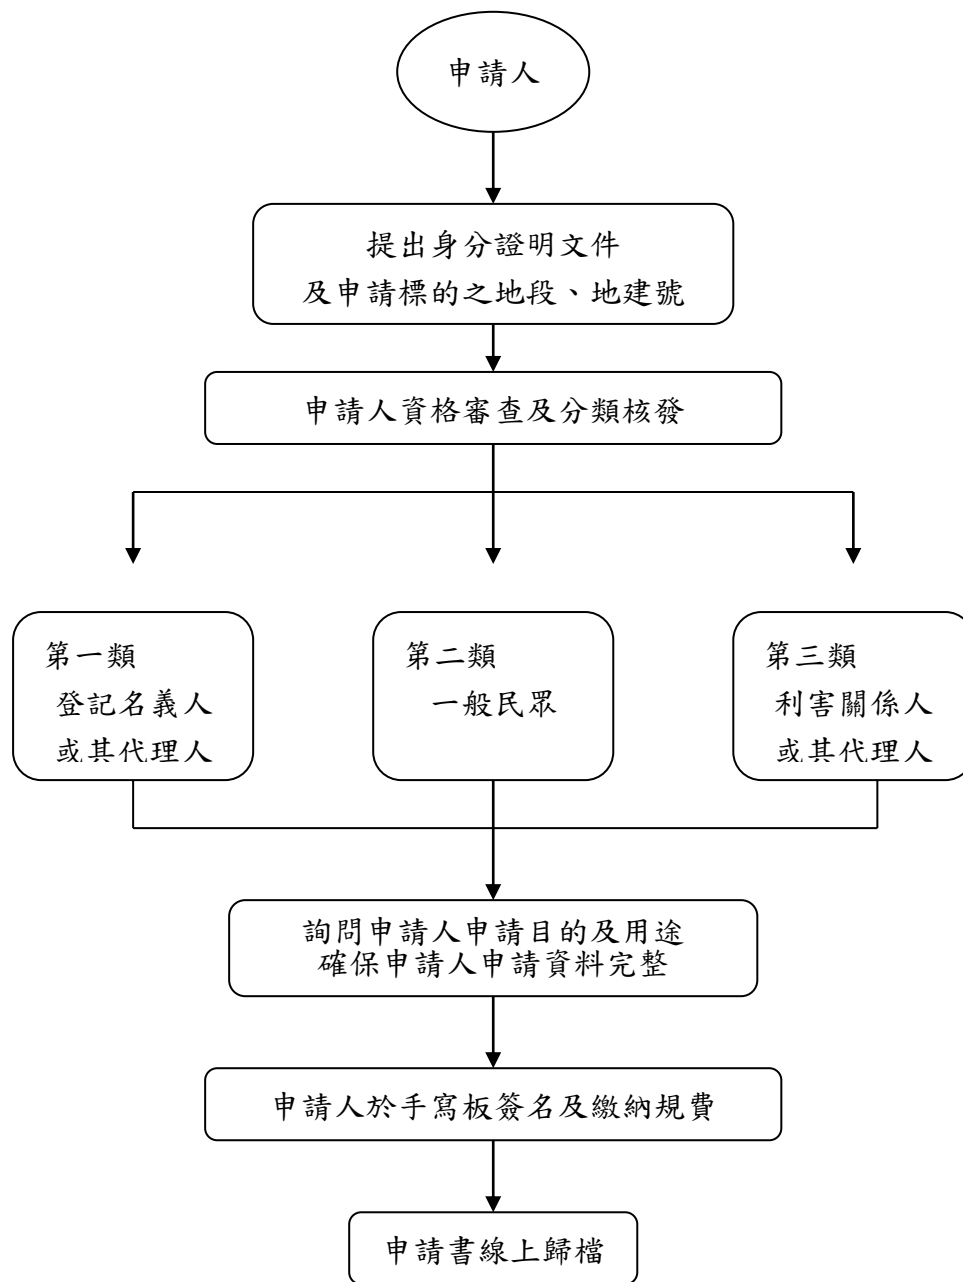 申請人
提出身分證明文件
及申請標的之地段、地建號
申請人資格審查及分類核發
第一類
登記名義人
或其代理人
第二類
一般民眾
第三類
利害關係人
或其代理人
詢問申請人申請目的及用途
確保申請人申請資料完整
申請人於手寫板簽名及繳納規費
申請書線上歸檔